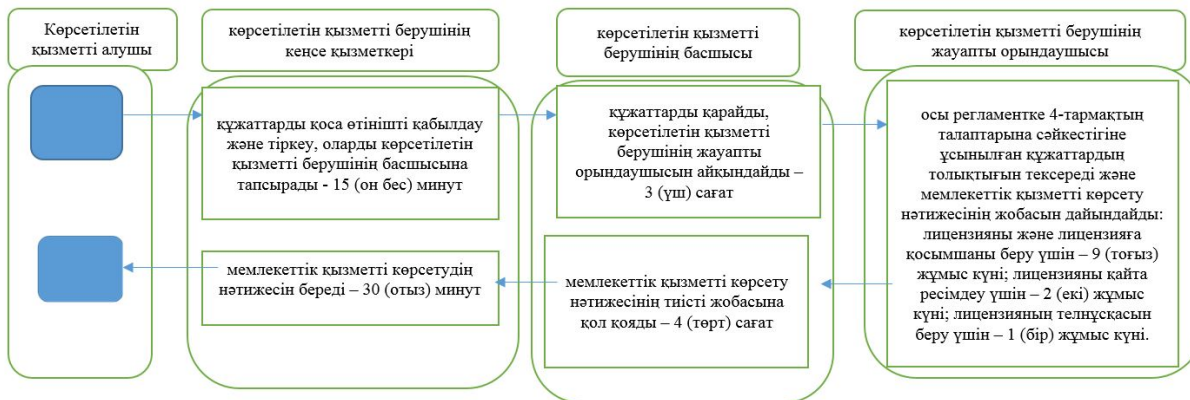 Көрсетілетін
қызметті алушы
көрсетілетін қызметті берушінің
кеңсе қызметкері
көрсетілетін қызметті
берушінің басшысы
көрсетілетін қызметті берушінің
жауапты орындаушысы
құжаттарды қоса өтінішті қабылдау
және тіркеу, оларды көрсетілетін
қызметті берушінің басшысына
тапсырады - 15 (он бес) минут
құжаттарды қарайды,
көрсетілетін қызметті
берушінің жауапты
орындаушысын айқындайды –
3 (үш) сағат
осы регламентке 4-тармақтың
талаптарына сәйкестігіне
ұсынылған құжаттардың
толықтығын тексереді және
мемлекеттік қызметті көрсету
нәтижесінің жобасын дайындайды:
лицензияны және лицензияға
қосымшаны беру үшін – 9 (тоғыз)
жұмыс күні; лицензияны қайта
ресімдеу үшін – 2 (екі) жұмыс
күні; лицензияның телнұсқасын
беру үшін – 1 (бір) жұмыс күні.
мемлекеттік қызметті көрсету
нәтижесінің тиісті жобасына
қол қояды – 4 (төрт) сағат
мемлекеттік қызметті көрсетудің
нәтижесін береді – 30 (отыз) минут